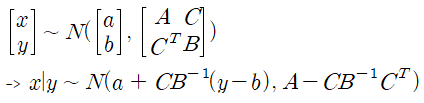 [x y] ~ N([a b], [A C C^T B])
-> x|y ~ N(a + CB^{-1}(y-b), A-CB^{-1}C^T)